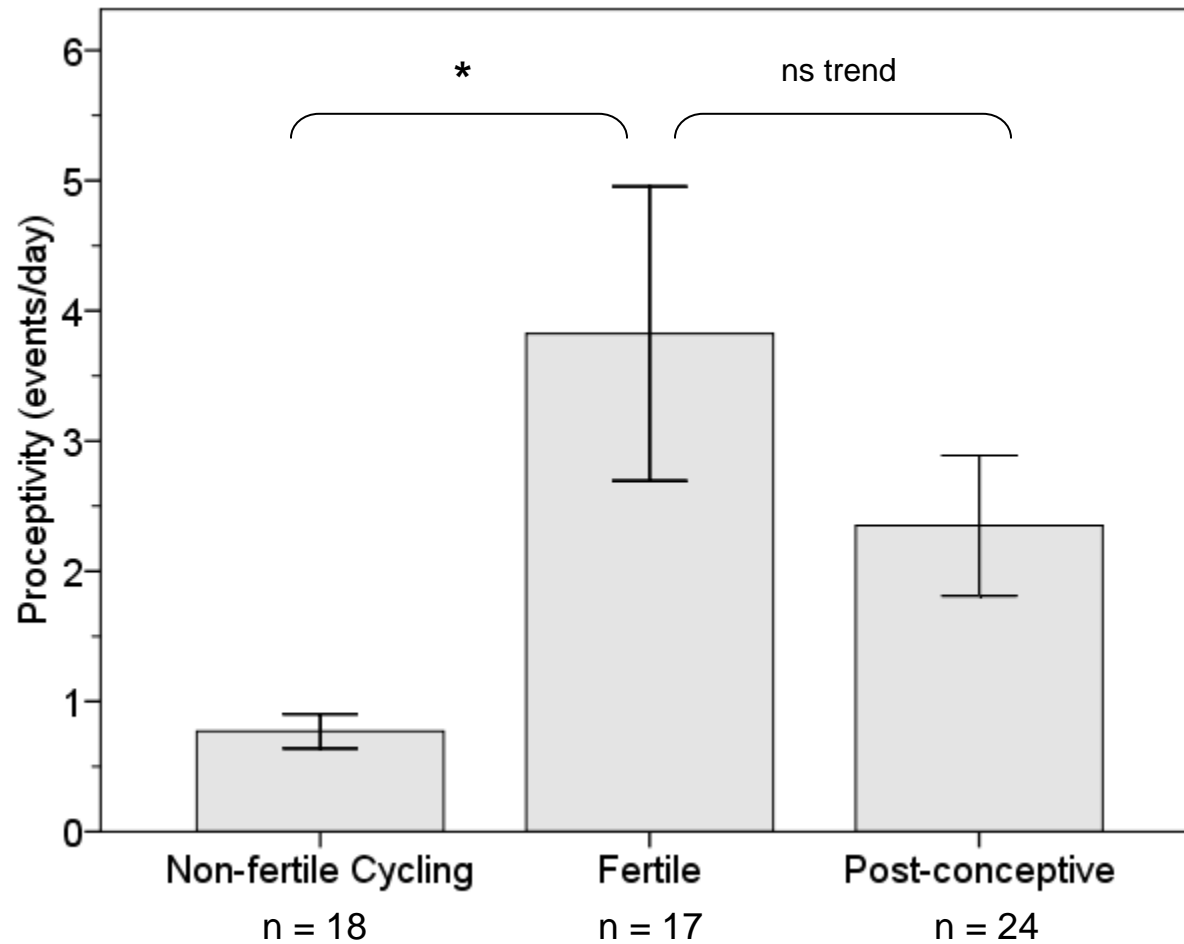 * ns trend
6
5
4
3
2
1
0
Proceptivity (events/day)
Non-fertile Cycling Fertile Post-conceptive
n = 18 n = 17 n = 24